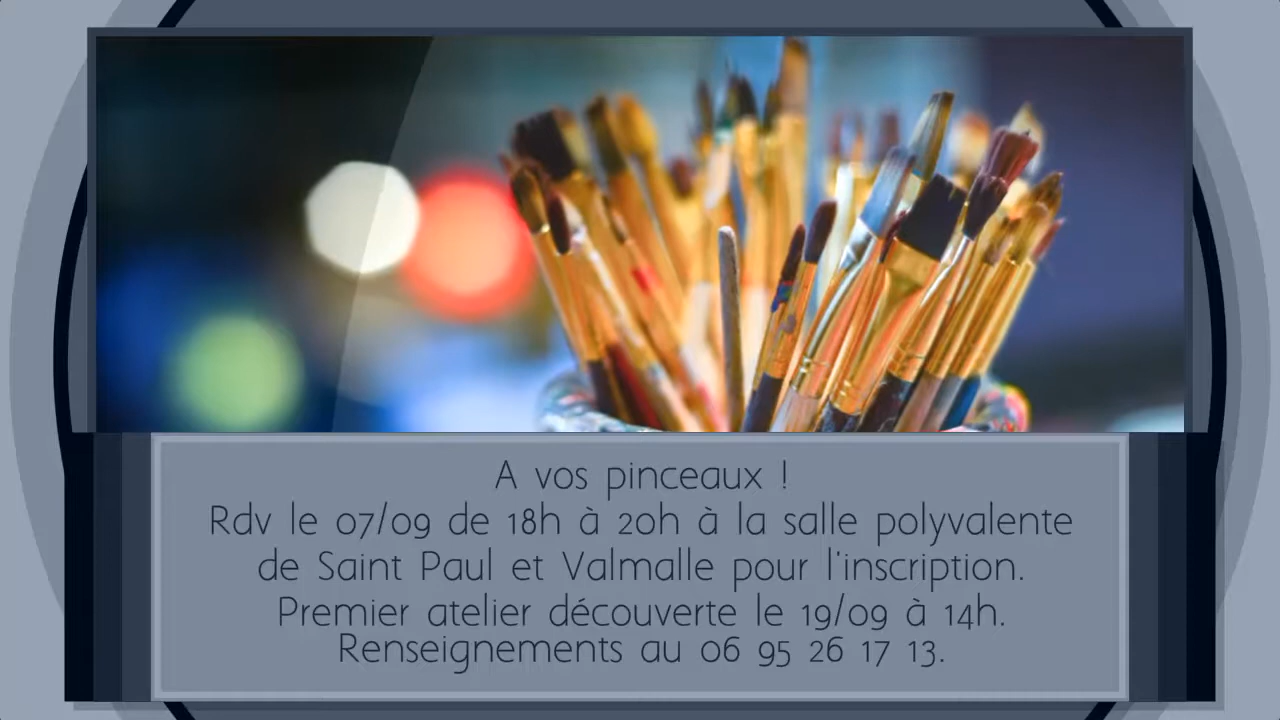 A vos pinceaux !
Rdv le 07/09 de 18h à 20h à la salle polyvalente
de Saint Paul et Valmalle pour l'inscription.
Premier atelier découverte le 19/09 à 14h.
Renseignements au 06 95 26 17 13.